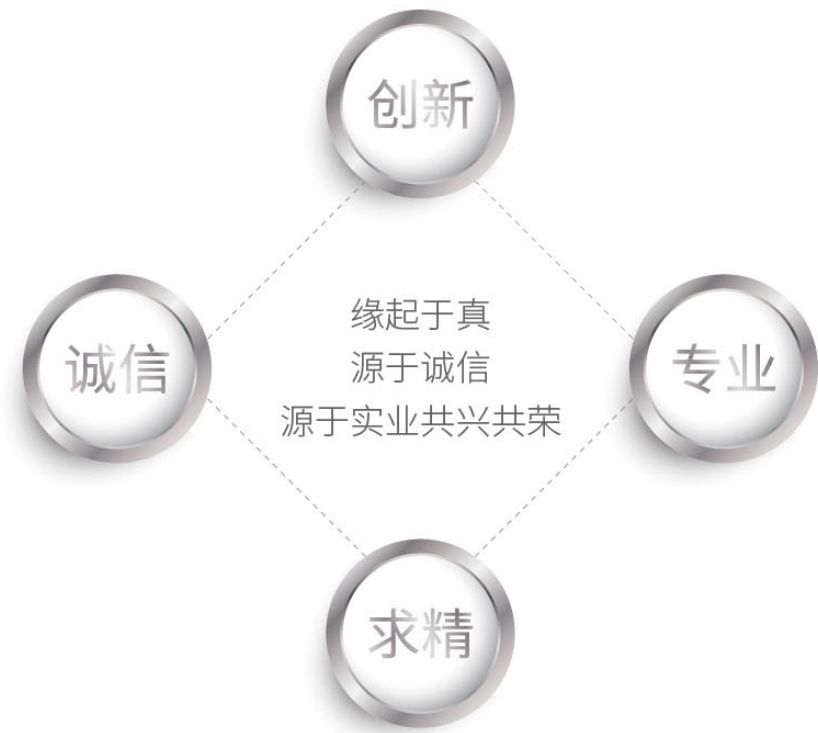 创新
诚信
缘起于真
源于诚信
源于实业共兴共荣
专业
求精